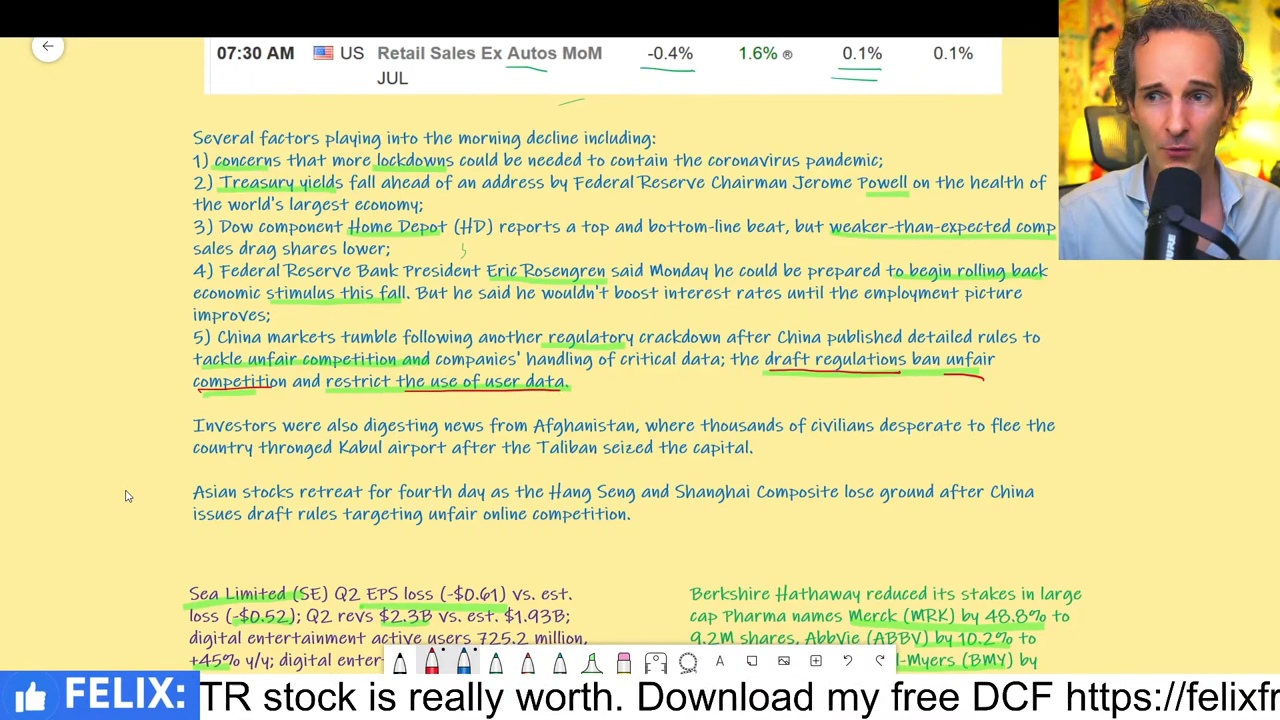 07:30 AM US Retail Sales Ex Autos MoM -0.4% 1.6% ® 0.1% 0.1%
JUL
Several factors playing into the morning decline including:
1) concerns that more lockdowns could be needed to contain the coronavirus pandemic;
2) Treasury yields fall ahead of an address by Federal Reserve Chairman Jerome Powell on the health of
the world's largest economy;
3) Dow component Home Depot (HD) reports a top and bottom-line beat, but weaker-than-expected comp
sales drag shares lower;
4) Federal Reserve Bank President Eric Rosengren said Monday he could be prepared to begin rolling back
economic stimulus this fall. But he said he wouldn't boost interest rates until the employment picture
improves;
5) China markets tumble following another regulatory crackdown after China published detailed rules to
tackle unfair competition and companies' handling of critical data; the draft regulations ban unfair
competition and restrict the use of user data.
Investors were also digesting news from Afghanistan, where thousands of civilians desperate to flee the
country thronged Kabul airport after the Taliban seized the capital.
Asian stocks retreat for fourth day as the Hang Seng and Shanghai Composite lose ground after China
issues draft rules targeting unfair online competition.
Sea Limited (SE) Q2 EPS loss (-$0.61) vs. est.
loss (-$0.52); Q2 revs $2.3B vs. est. $1.93B;
digital entertainment active users 725.2 million,
+45% y/y; digital enter
Berkshire Hathaway reduced its stakes in large
cap Pharma names Merck (MRK) by 48.8% to
9.2M shares, AbbVie (ABBV) by 10.2% to
l-Myers (BMY) by
A
FELIX: TR stock is really worth. Download my free DCF https://felixfr